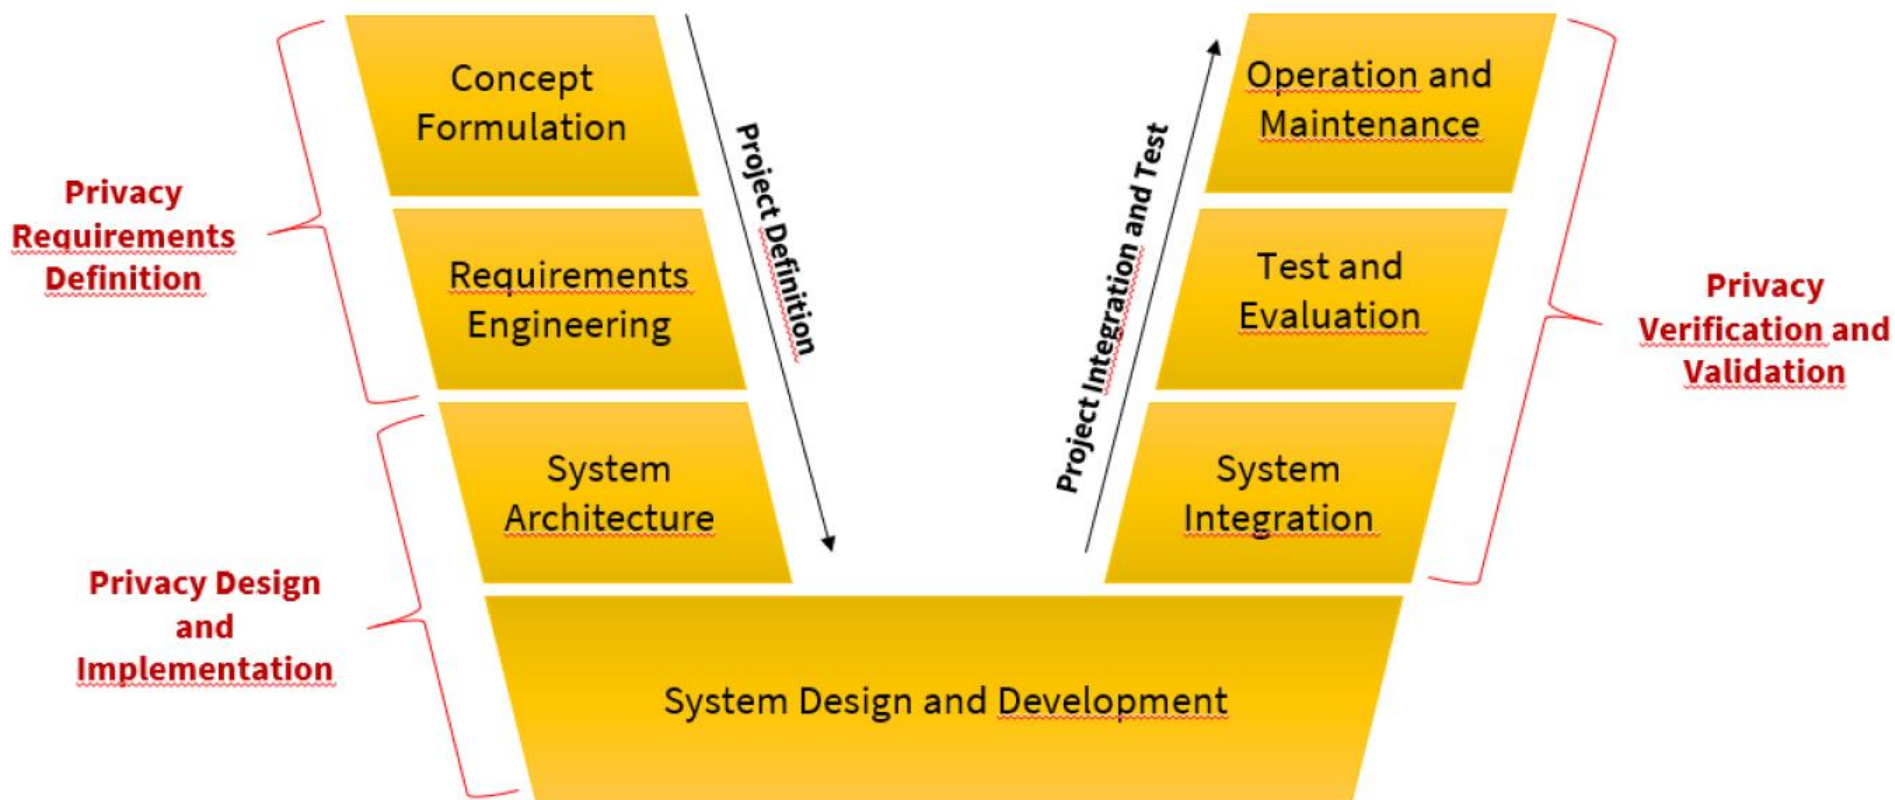 Concept
Formulation
Requirements
Engineering
System
Architecture
System Design and Development
System
Integration
Test and
Evaluation
Operation and
Maintenance
Project Definition
Project Integration and Test
Privacy
Requirements
Definition
Privacy Design
and
Implementation
Privacy
Verification and
Validation